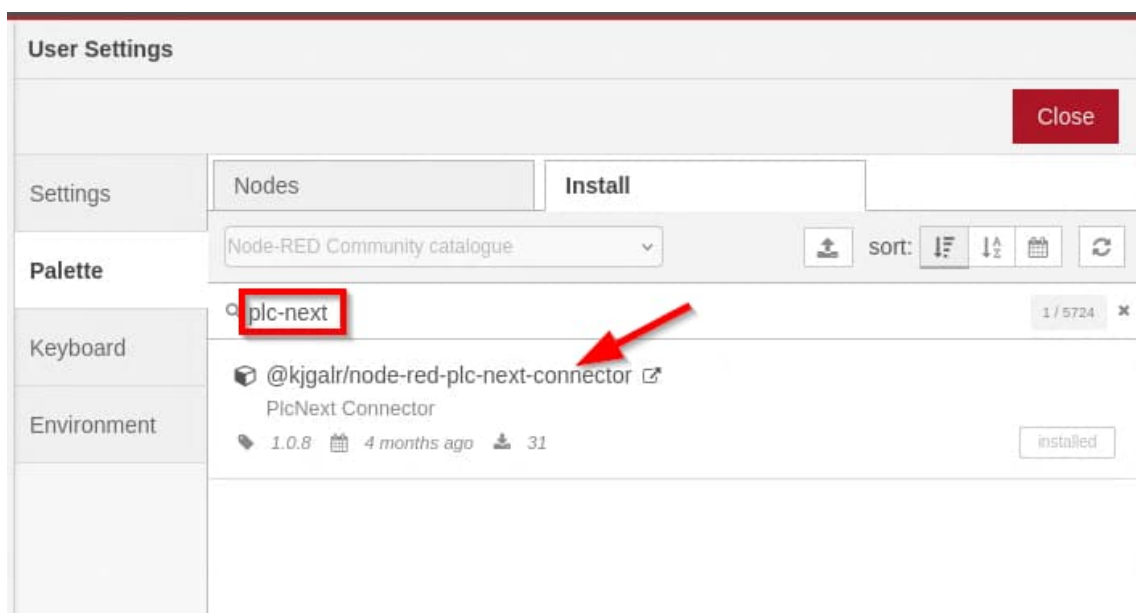 User Settings
Close
Settings
Palette
Keyboard
Environment
Nodes
Install
Node-RED Community catalogue
sort:
plc-next
1 / 5724
@kjgalr/node-red-plc-next-connector
PlcNext Connector
1.0.8 4 months ago 31
installed